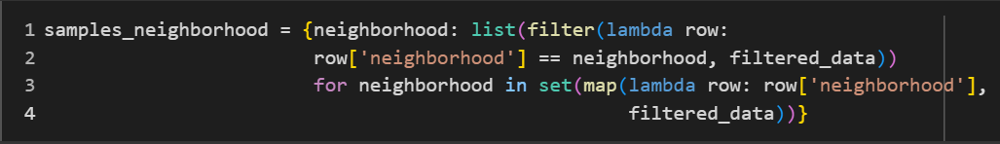 1 samples_neighborhood = {neighborhood: list(filter(lambda row:
2 row['neighborhood'] == neighborhood, filtered_data))
3 for neighborhood in set(map(lambda row: row['neighborhood'],
4 filtered_data))}